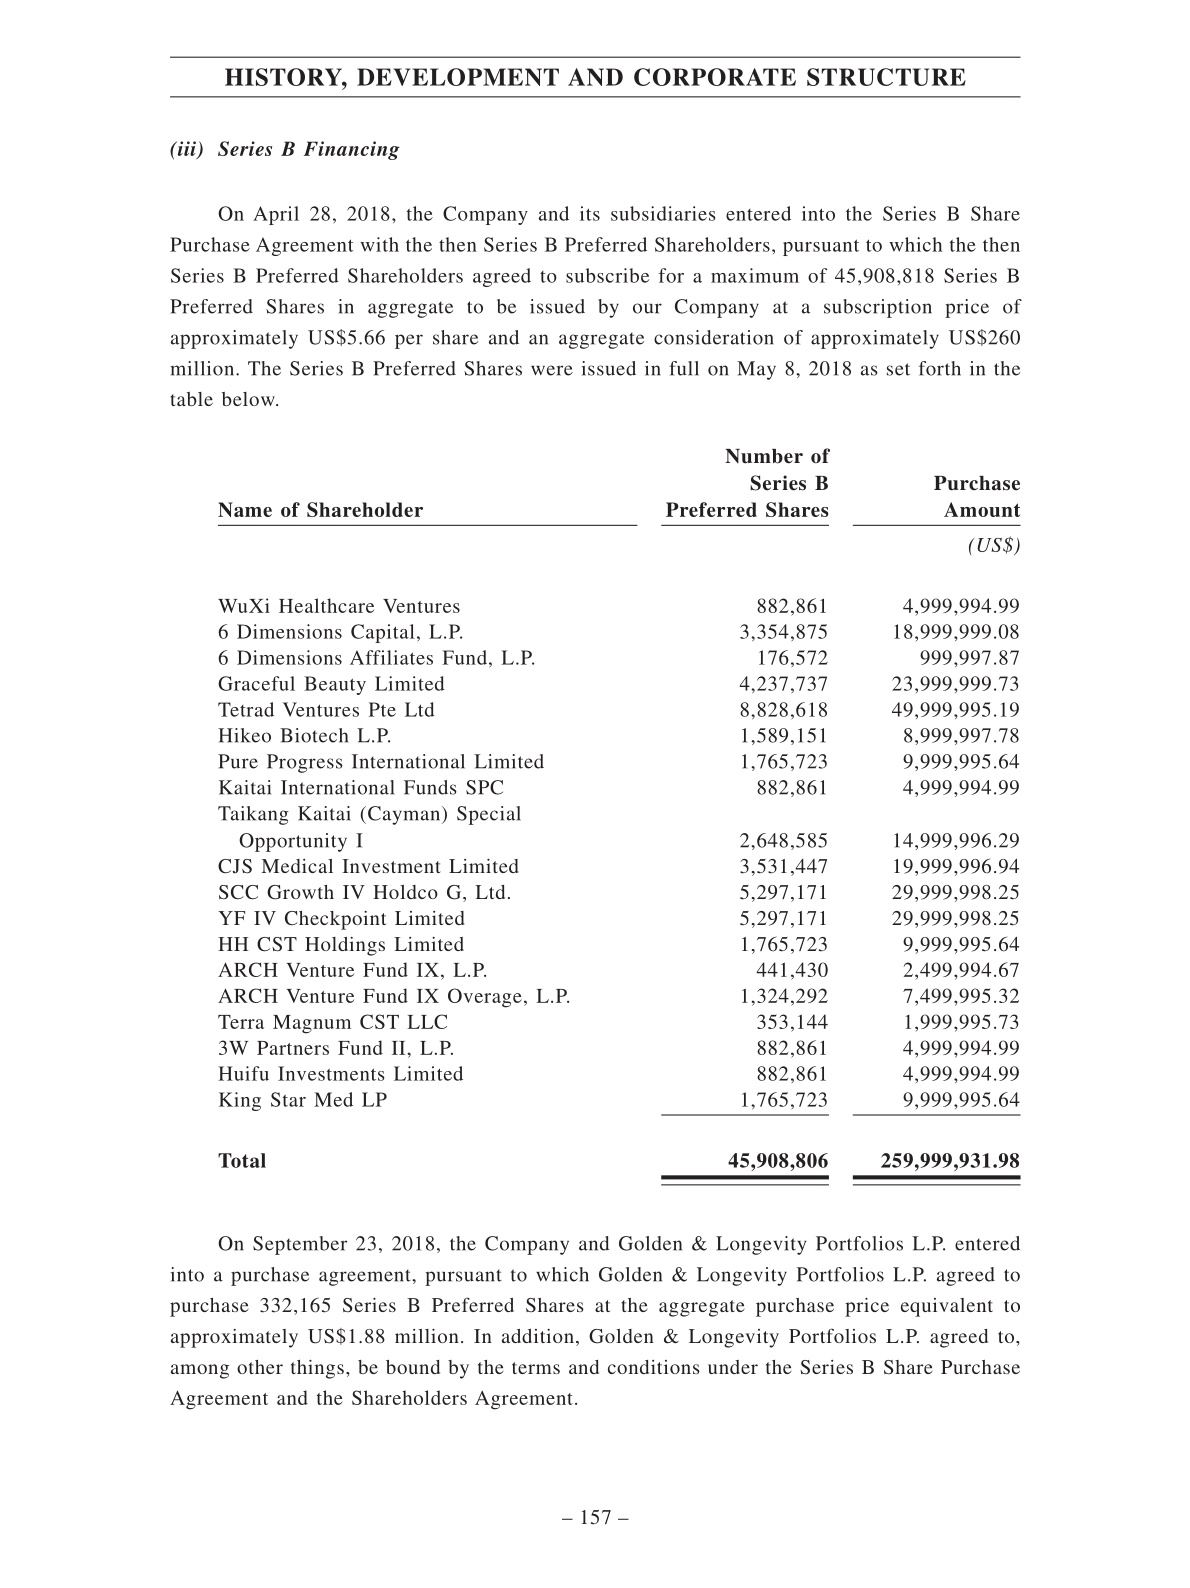 HISTORY, DEVELOPMENT AND CORPORATE STRUCTURE
(iii) Series B Financing
On April 28, 2018, the Company and its subsidiaries entered into the Series B Share
Purchase Agreement with the then Series B Preferred Shareholders, pursuant to which the then
Series B Preferred Shareholders agreed to subscribe for a maximum of 45,908,818 Series B
Preferred Shares in aggregate to be issued by our Company at a subscription price of
approximately US$5.66 per share and an aggregate consideration of approximately US$260
million. The Series B Preferred Shares were issued in full on May 8, 2018 as set forth in the
table below.
Number of
Series B Purchase
Name of Shareholder Preferred Shares Amount
(US$)
WuXi Healthcare Ventures 882,861 4,999,994.99
6 Dimensions Capital, L.P. 3,354,875 18,999,999.08
6 Dimensions Affiliates Fund, L.P. 176,572 999,997.87
Graceful Beauty Limited 4,237,737 23,999,999.73
Tetrad Ventures Pte Ltd 8,828,618 49,999,995.19
Hikeo Biotech L.P. 1,589,151 8,999,997.78
Pure Progress International Limited 1,765,723 9,999,995.64
Kaitai International Funds SPC 882,861 4,999,994.99
Taikang Kaitai (Cayman) Special
Opportunity I 2,648,585 14,999,996.29
CJS Medical Investment Limited 3,531,447 19,999,996.94
SCC Growth IV Holdco G, Ltd. 5,297,171 29,999,998.25
YF IV Checkpoint Limited 5,297,171 29,999,998.25
HH CST Holdings Limited 1,765,723 9,999,995.64
ARCH Venture Fund IX, L.P. 441,430 2,499,994.67
ARCH Venture Fund IX Overage, L.P. 1,324,292 7,499,995.32
Terra Magnum CST LLC 353,144 1,999,995.73
3W Partners Fund II, L.P. 882,861 4,999,994.99
Huifu Investments Limited 882,861 4,999,994.99
King Star Med LP 1,765,723 9,999,995.64
Total 45,908,806 259,999,931.98
On September 23, 2018, the Company and Golden & Longevity Portfolios L.P. entered
into a purchase agreement, pursuant to which Golden & Longevity Portfolios L.P. agreed to
purchase 332,165 Series B Preferred Shares at the aggregate purchase price equivalent to
approximately US$1.88 million. In addition, Golden & Longevity Portfolios L.P. agreed to,
among other things, be bound by the terms and conditions under the Series B Share Purchase
Agreement and the Shareholders Agreement.
– 157 –